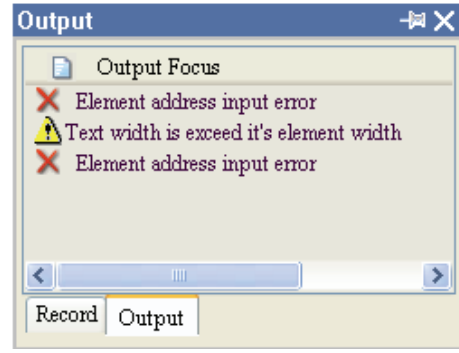 Output
Output Focus
Element address input error
Text width is exceed it's element width
Element address input error
Record Output